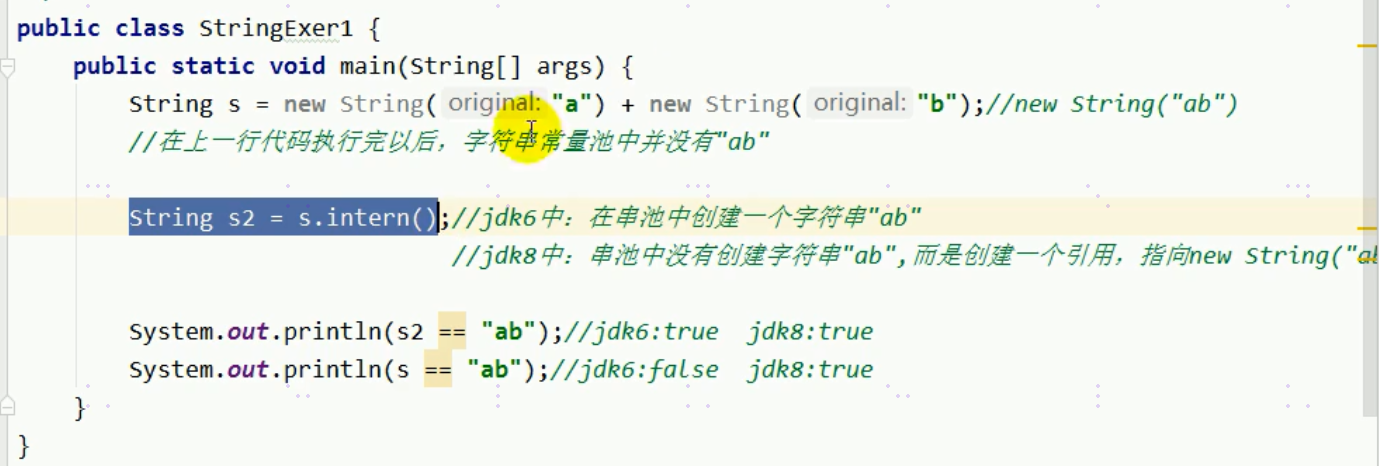 public class StringExer1 {
public static void main(String[] args) {
String s = new String( original: "a") + new String( original: "b");//new String("ab")
//在上一行代码执行完以后，字符串常量池中并没有"ab"
String s2 = s.intern();//jdk6中：在串池中创建一个字符串"ab"
//jdk8中：串池中没有创建字符串"ab",而是创建一个引用，指向new String("ab
System.out.println(s2 == "ab");//jdk6:true  jdk8:true
System.out.println(s == "ab");//jdk6:false  jdk8:true
}
}